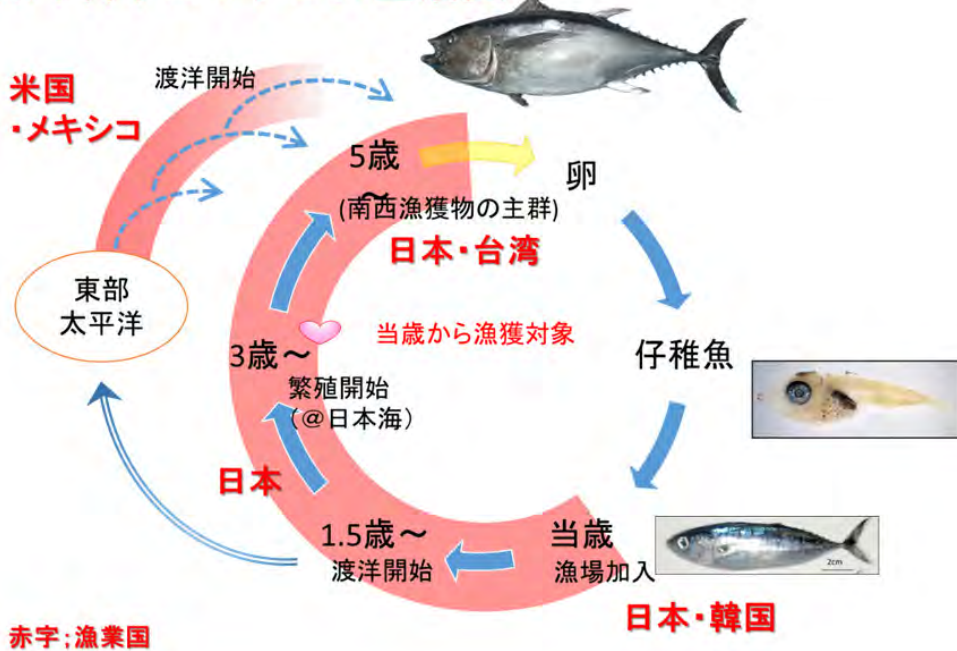 米国
・メキシコ
渡洋開始
5歳
～
(南西漁獲物の主群)
日本・台湾
卵
東部
太平洋
当歳から漁獲対象
3歳～
繁殖開始
(＠日本海)
仔稚魚
日本
1.5歳～
渡洋開始
当歳
漁場加入
2cm
日本・韓国
赤字;漁業国